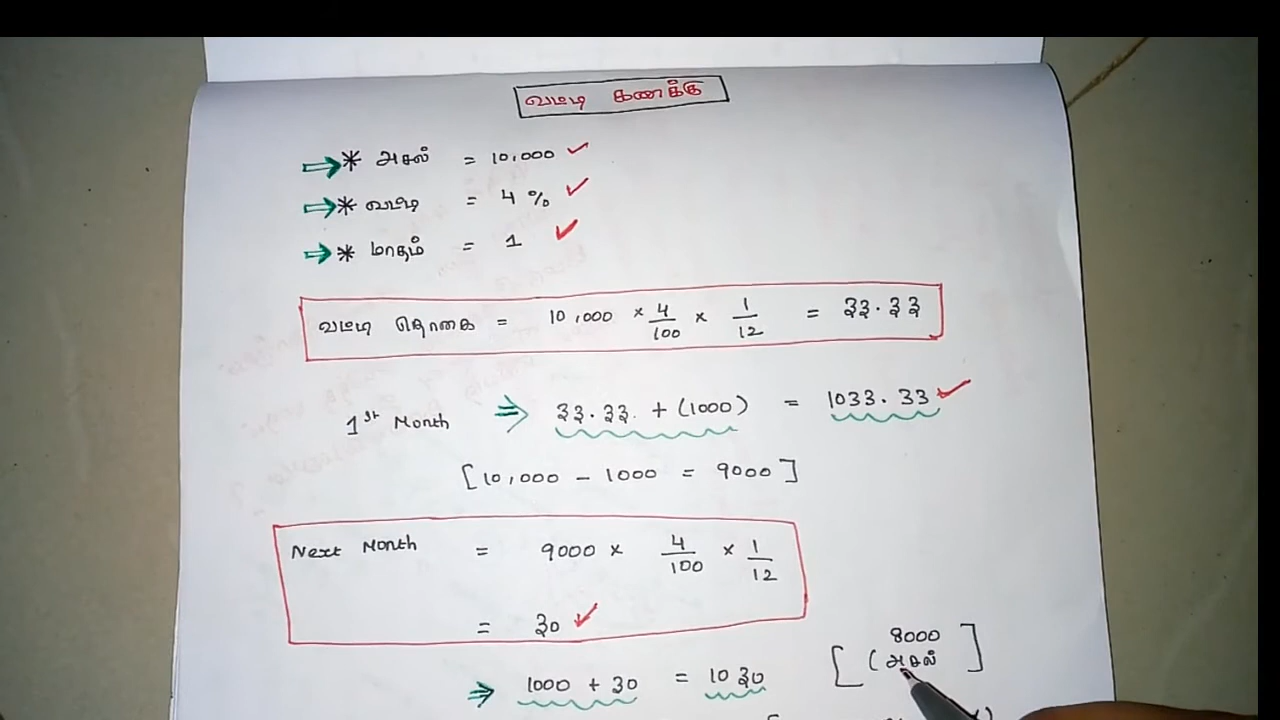 வட்டி கணக்கு
* அசல் = 10,000 ✓
* வட்டி = 4 % ✓
* மாதம் = 1 ✓
வட்டி தொகை = 10,000 × 4/100 × 1/12 = 33.33
1st Month ⇒ 33.33. + (1000) = 1033.33 ✓
[10,000 - 1000 = 9000]
Next Month = 9000 × 4/100 × 1/12
= 30 ✓
⇒ 1000 + 30 = 1030 [ 8000
(அசல் ]